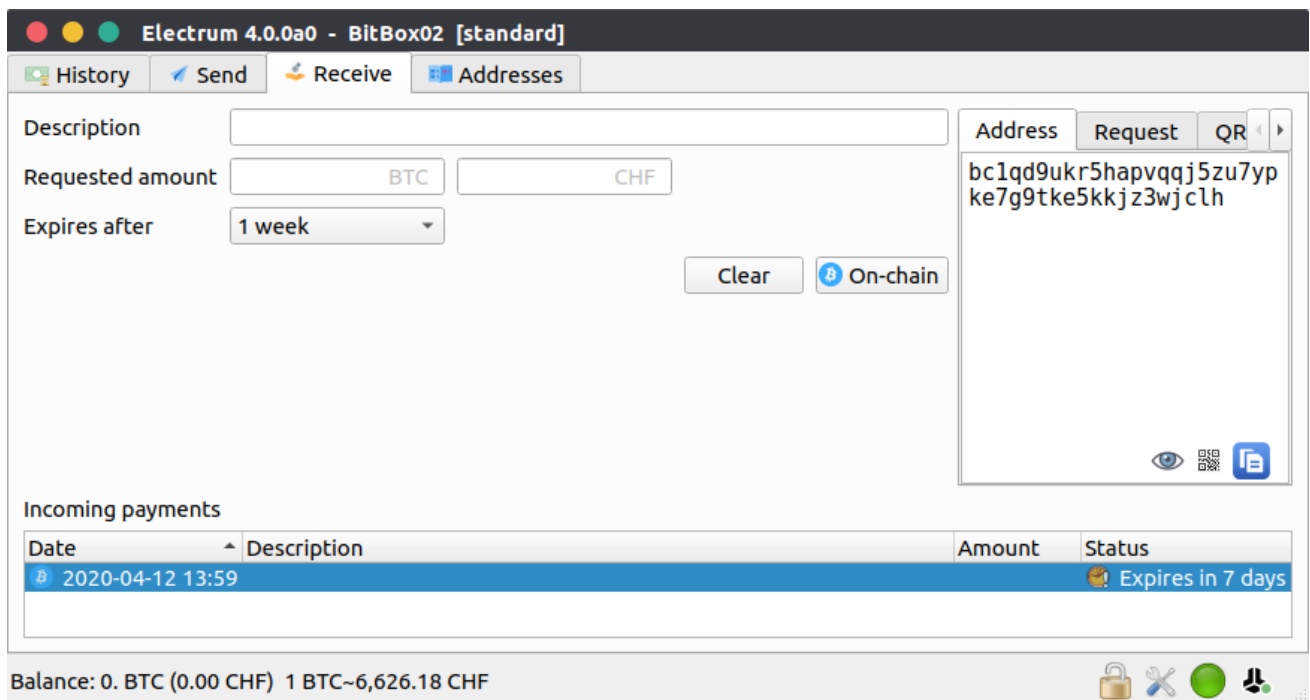 Electrum 4.0.0a0 - BitBox02 [standard]
History Send Receive Addresses
Description
Requested amount BTC CHF
Expires after 1 week
Clear On-chain
Address Request QR
bc1qd9ukr5hapvqqj5zu7yp
ke7g9tke5kkjz3wjclh
Incoming payments
Date Description Amount Status
2020-04-12 13:59 Expires in 7 days
Balance: 0. BTC (0.00 CHF) 1 BTC~6,626.18 CHF